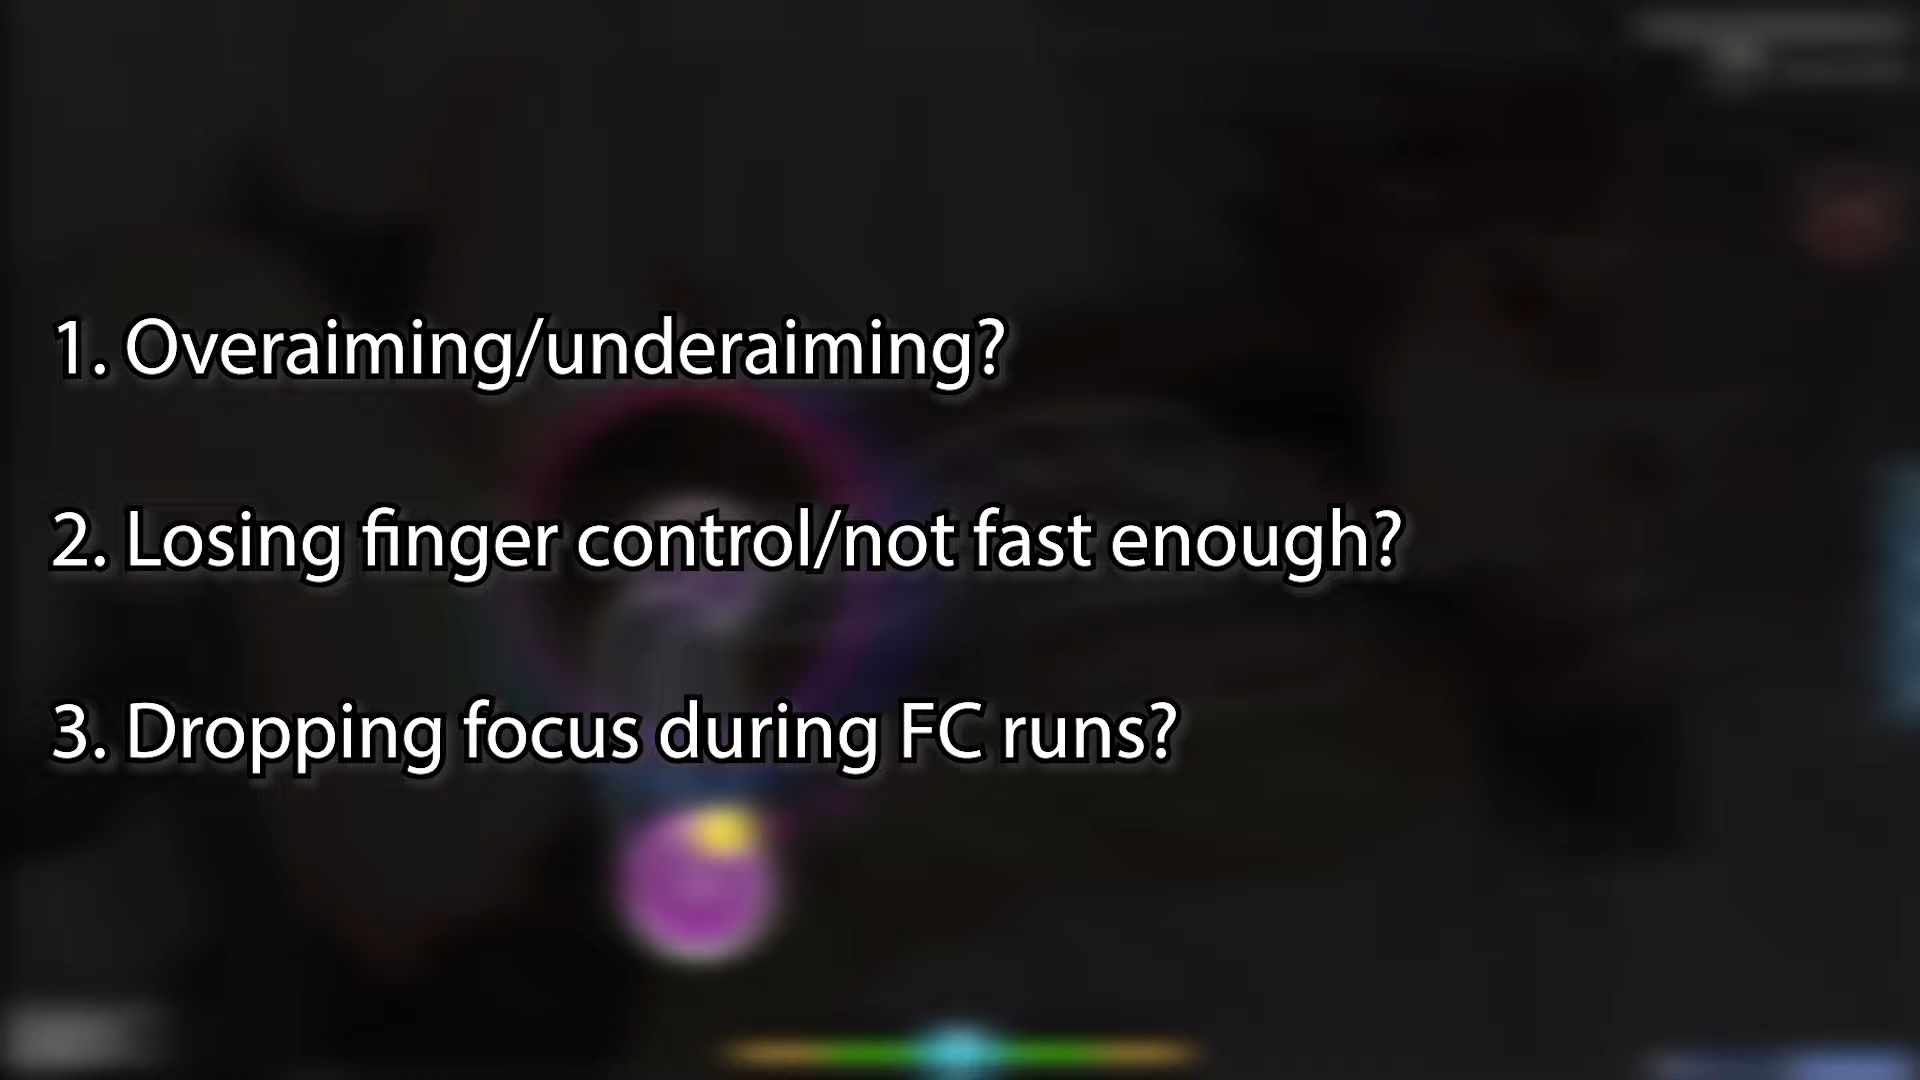 1. Overaiming/underaiming?
2. Losing finger control/not fast enough?
3. Dropping focus during FC runs?